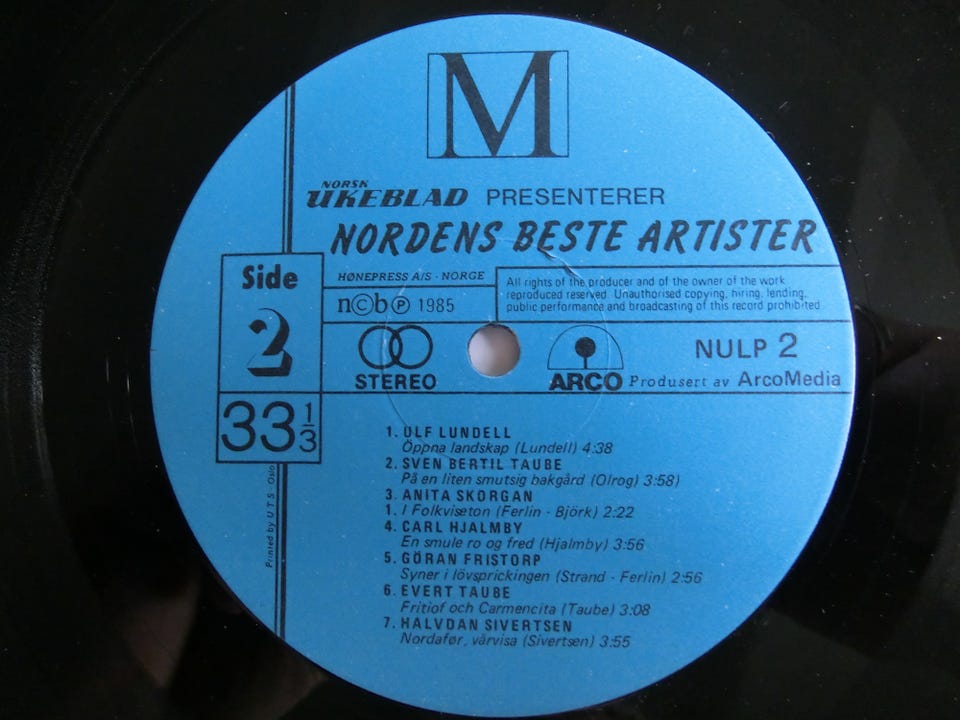 M
NORSK
UKEBLAD PRESENTERER
NORDENS BESTE ARTISTER
Side
2
33 1/3
HØNEPRESS A/S · NORGE
n©b ℗ 1985
All rights of the producer and of the owner of the work
reproduced reserved. Unauthorised copying, hiring, lending,
public performance and broadcasting of this record prohibited.
STEREO
ARCO Produsert av ArcoMedia
NULP 2
1. ULF LUNDELL
Öppna landskap (Lundell) 4:38
2. SVEN BERTIL TAUBE
På en liten smutsig bakgård (Olrog) 3:58)
3. ANITA SKORGAN
1. I Folkviseton (Ferlin - Björk) 2:22
4. CARL HJALMBY
En smule ro og fred (Hjalmby) 3:56
5. GÖRAN FRISTORP
Syner i lövsprickingen (Strand - Ferlin) 2:56
6. EVERT TAUBE
Fritiof och Carmencita (Taube) 3:08
7. HALVDAN SIVERTSEN
Nordafør, vårvisa (Sivertsen) 3:55
Printed by U T S - Oslo